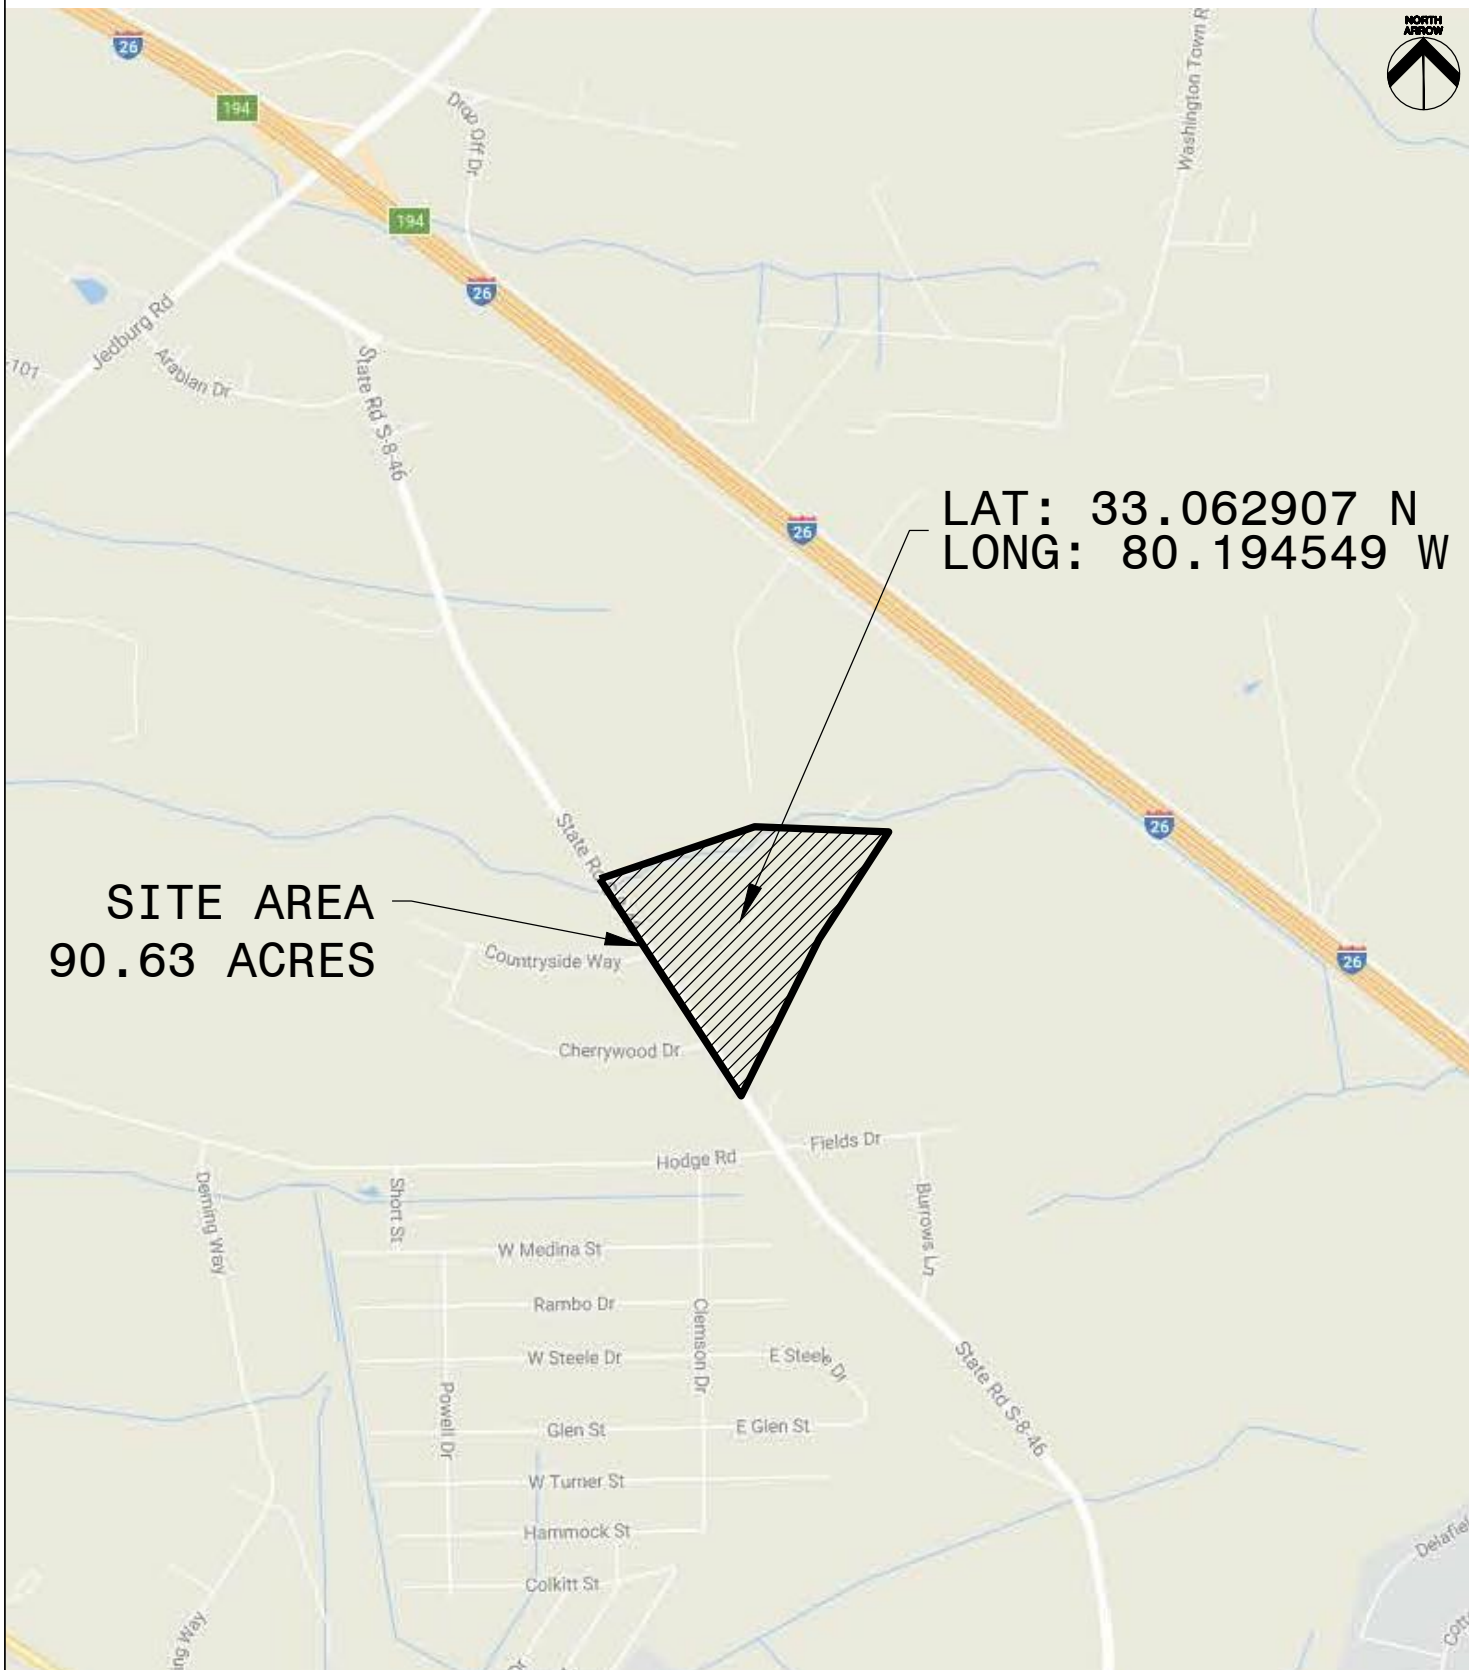 NORTH
ARROW
26
194
Drop Off Dr
Washington Town R
194
26
Jedburg Rd
-101
Arabian Dr
State Rd S-8-46
LAT: 33.062907 N
LONG: 80.194549 W
26
State Rd
26
SITE AREA
90.63 ACRES
Countryside Way
26
Cherrywood Dr
Fields Dr
Hodge Rd
Deming Way
Short St
Burrows Ln
W Medina St
Rambo Dr
Clemson Dr
W Steele Dr
E Steele Dr
State Rd S-8-46
Powell Dr
Glen St
E Glen St
W Turner St
Hammock St
Delafiel
Colkitt St
ing Way
Cotto